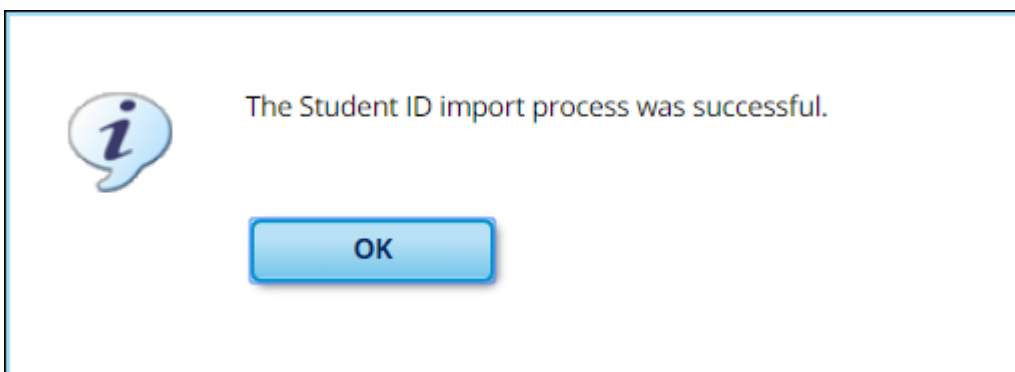 The Student ID import process was successful.
OK